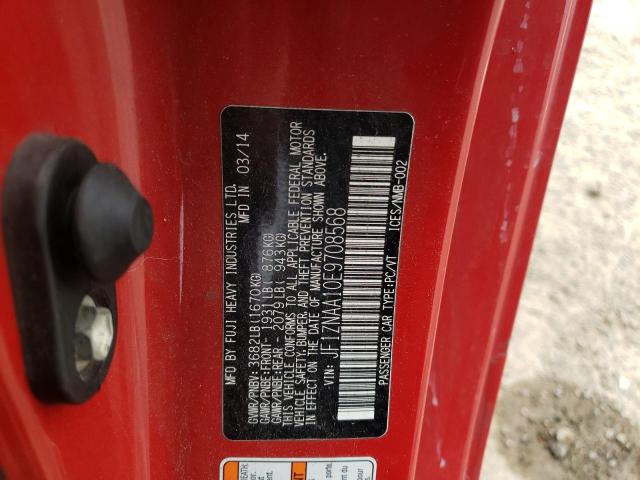 MFD BY FUJI HEAVY INDUSTRIES LTD.
MFD IN 03/14
GVWR/PNBV: 3682LB(1670KG)
GAWR/PNBE:FRONT- 1931LB( 876KG)
GAWR/PNBE:REAR - 2079LB( 943KG)
THIS VEHICLE CONFORMS TO ALL APPLICABLE FEDERAL MOTOR
VEHICLE SAFETY,BUMPER,AND THEFT PREVENTION STANDARDS
IN EFFECT ON THE DATE OF MANUFACTURE SHOWN ABOVE.
VIN: JF1ZNAA10E9708568
ICES/NMB-002
PASSENGER CAR TYPE:PC/VT